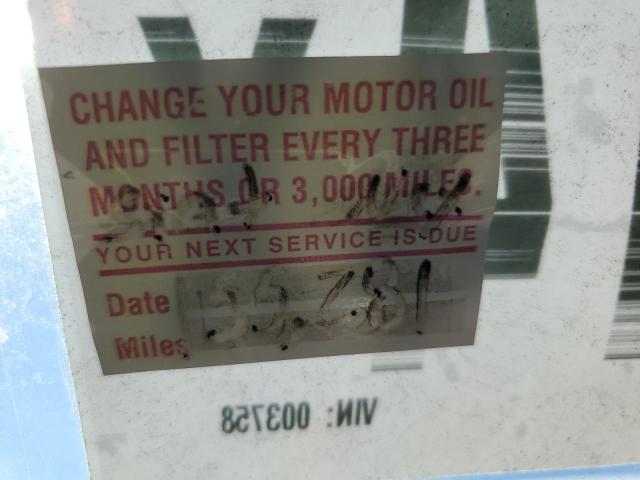 CHANGE YOUR MOTOR OIL
AND FILTER EVERY THREE
MONTHS OR 3,000 MILES.
YOUR NEXT SERVICE IS DUE
Date
Miles
VIN: 003758